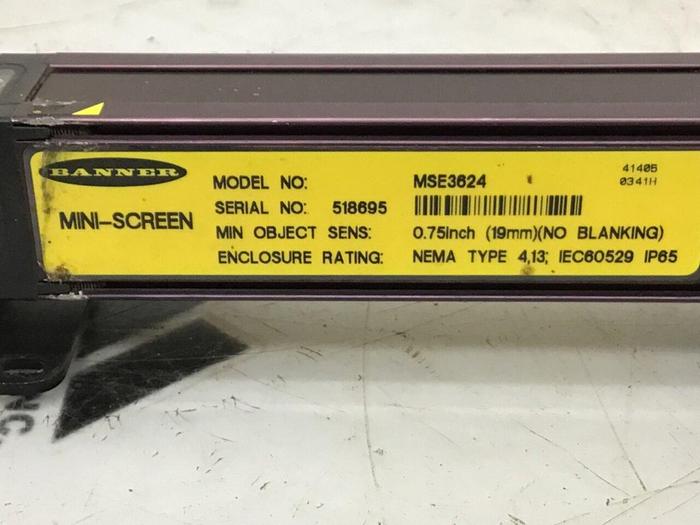 BANNER
MINI-SCREEN
MODEL NO: MSE3624
SERIAL NO: 518695
MIN OBJECT SENS: 0.75inch (19mm)(NO BLANKING)
ENCLOSURE RATING: NEMA TYPE 4,13; IEC60529 IP65
41405
0341H